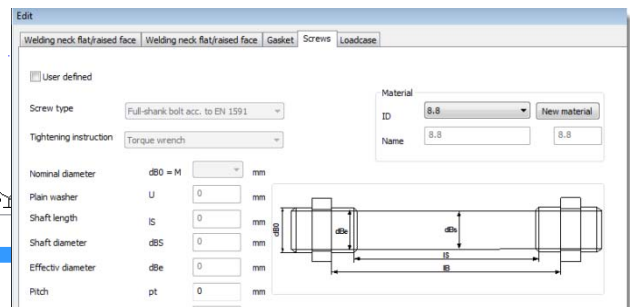 Edit
Welding neck flat/raised face Welding neck flat/raised face Gasket Screws Loadcase
User defined
Material
Screw type Full-shank bolt acc. to EN 1591 ID 8.8 New material
Tightening instruction Torque wrench Name 8.8 8.8
Nominal diameter dB0 = M mm
Plain washer U 0 mm
Shaft length lS 0 mm
Shaft diameter dBS 0 mm
Effectiv diameter dBe 0 mm
Pitch pt 0 mm
dB0 dBe dBs
lS
lB